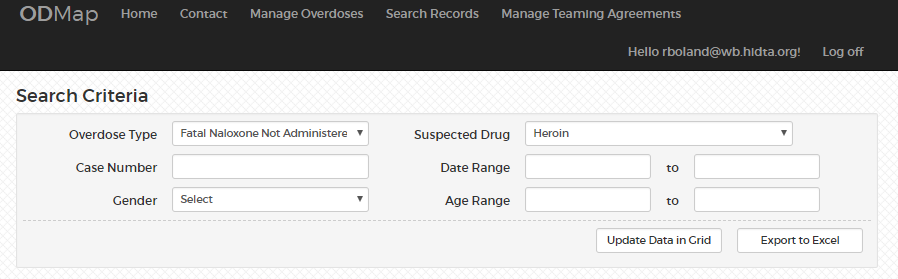 ODMap Home Contact Manage Overdoses Search Records Manage Teaming Agreements
Hello rboland@wb.hidta.org! Log off
Search Criteria
Overdose Type Fatal Naloxone Not Administere Suspected Drug Heroin
Case Number Date Range to
Gender Select Age Range to
Update Data in Grid Export to Excel